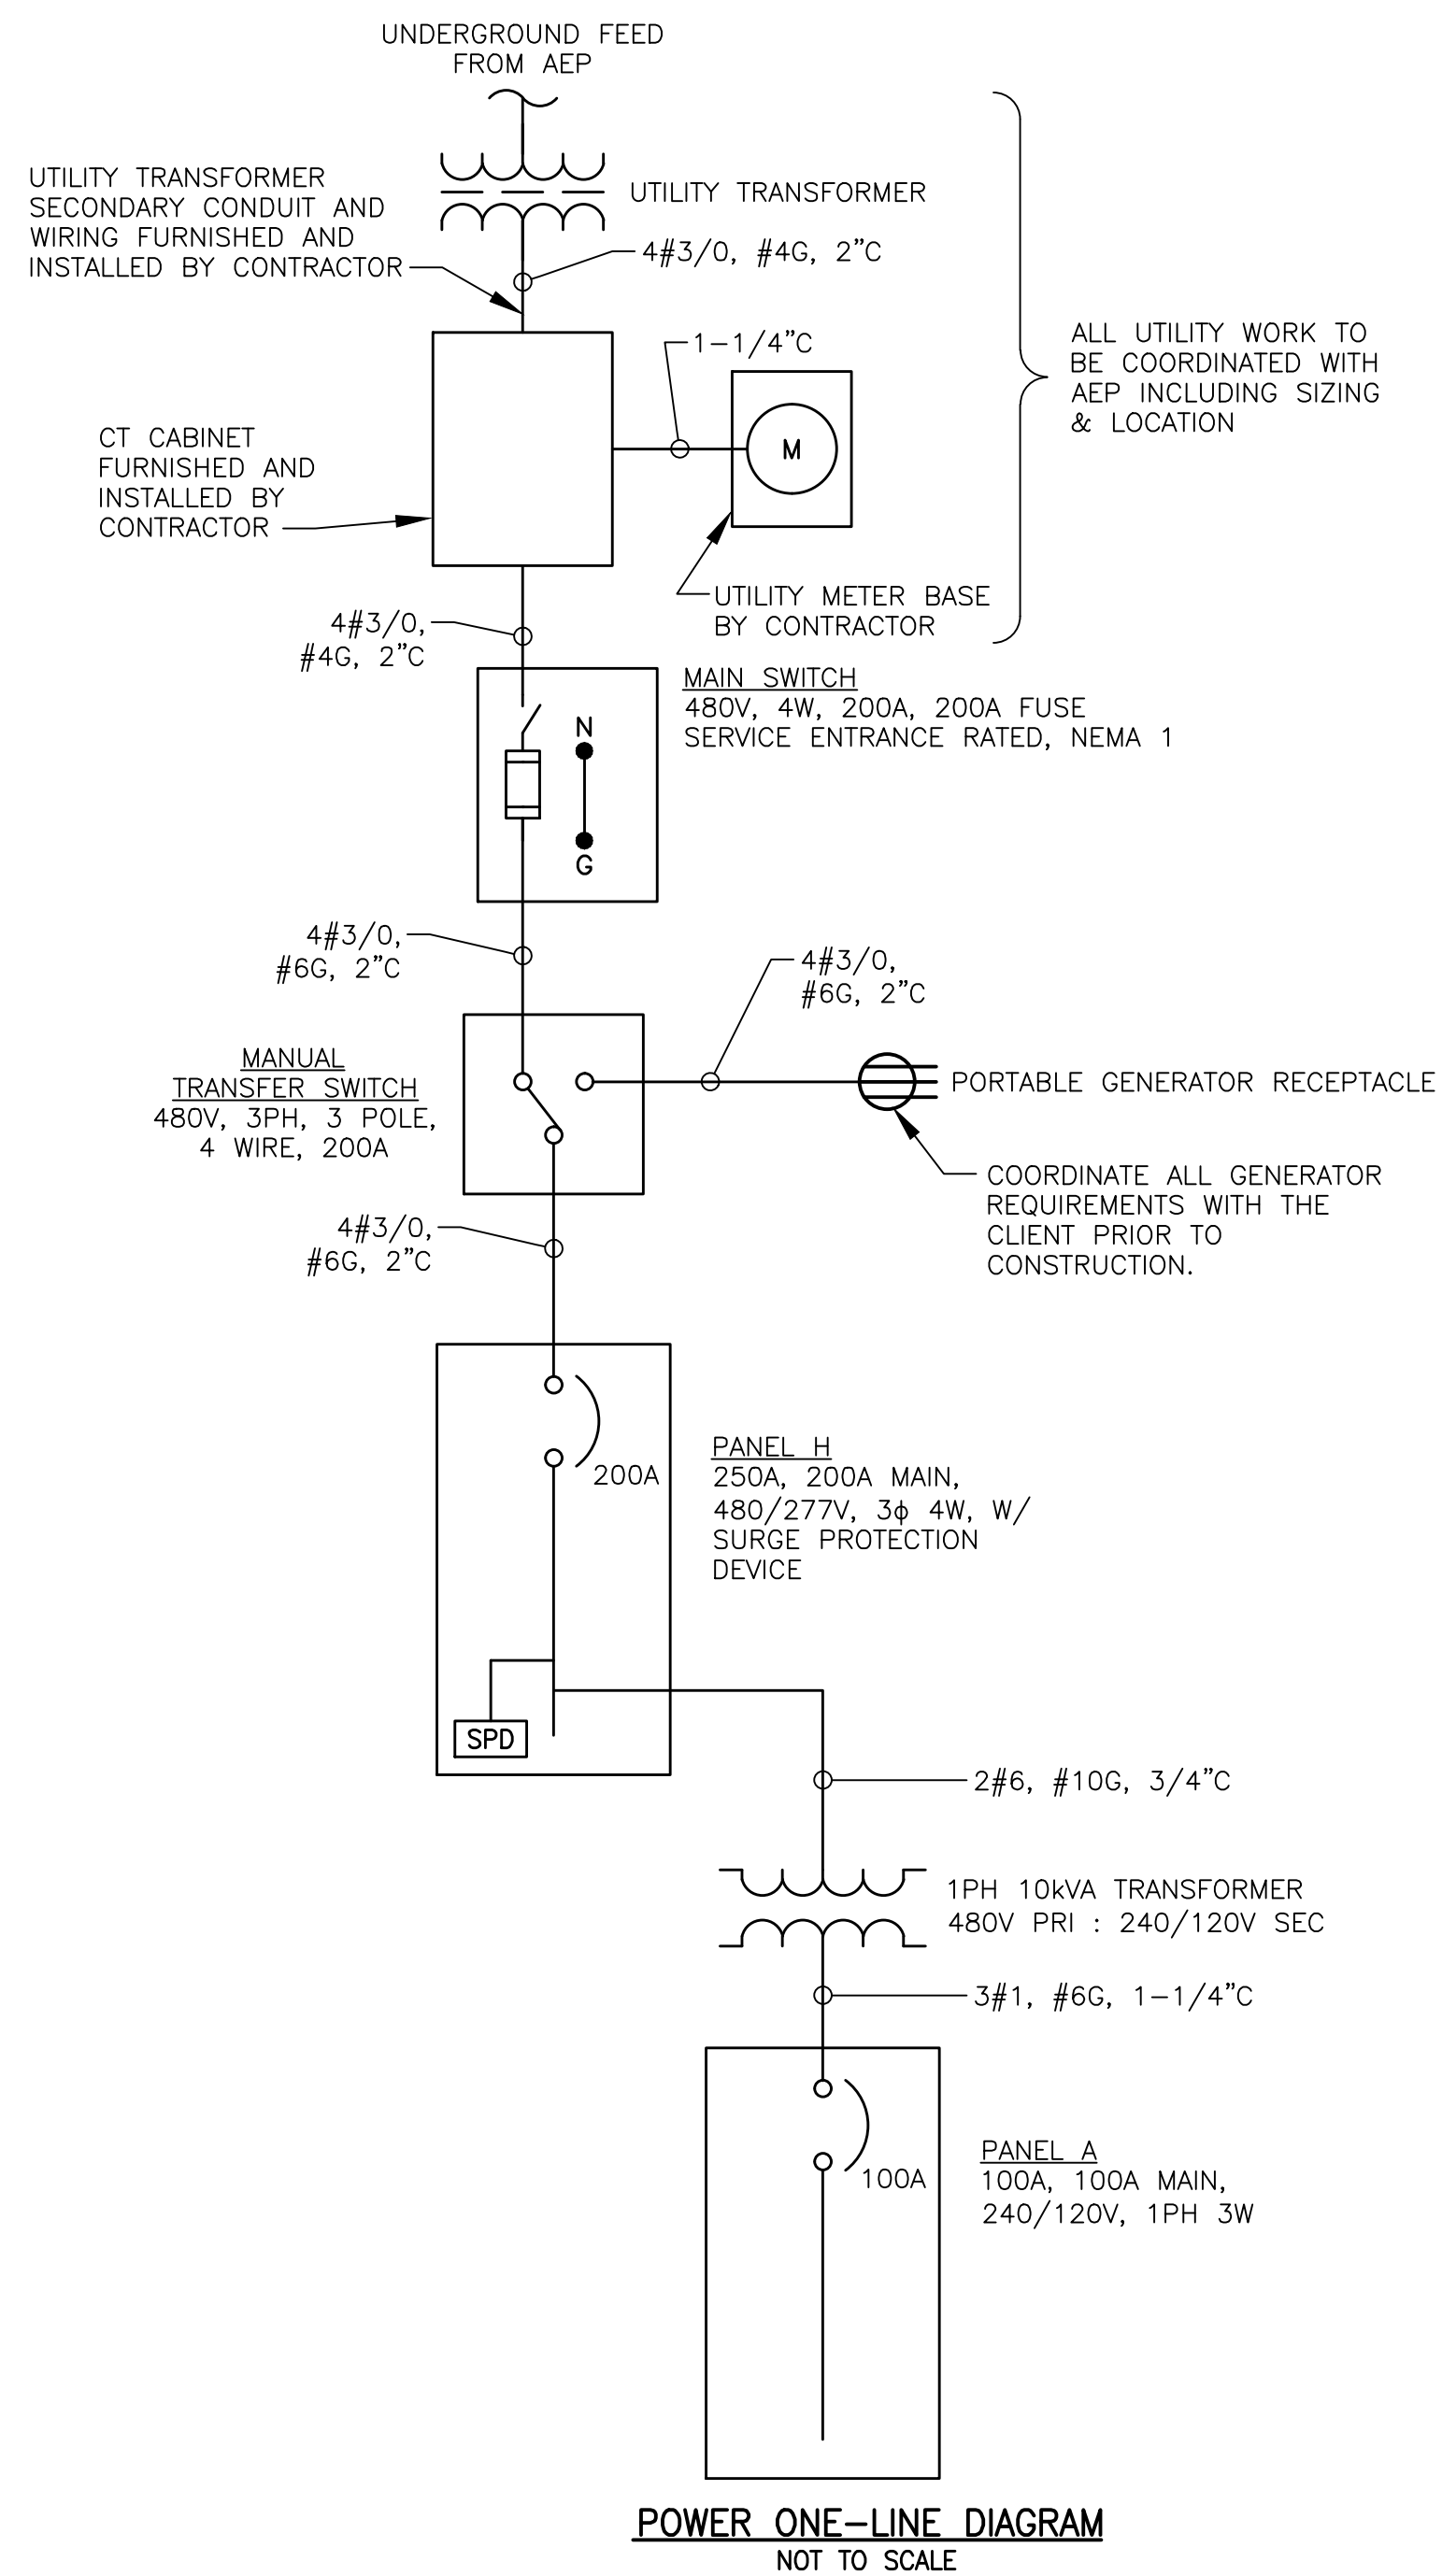 UNDERGROUND FEED
FROM AEP
UTILITY TRANSFORMER
SECONDARY CONDUIT AND
WIRING FURNISHED AND
INSTALLED BY CONTRACTOR
UTILITY TRANSFORMER
4#3/0, #4G, 2"C
1-1/4"C
M
ALL UTILITY WORK TO
BE COORDINATED WITH
AEP INCLUDING SIZING
& LOCATION
CT CABINET
FURNISHED AND
INSTALLED BY
CONTRACTOR
UTILITY METER BASE
BY CONTRACTOR
4#3/0,
#4G, 2"C
MAIN SWITCH
480V, 4W, 200A, 200A FUSE
SERVICE ENTRANCE RATED, NEMA 1
N
G
4#3/0,
#6G, 2"C
4#3/0,
#6G, 2"C
MANUAL
TRANSFER SWITCH
480V, 3PH, 3 POLE,
4 WIRE, 200A
PORTABLE GENERATOR RECEPTACLE
COORDINATE ALL GENERATOR
REQUIREMENTS WITH THE
CLIENT PRIOR TO
CONSTRUCTION.
4#3/0,
#6G, 2"C
200A
PANEL H
250A, 200A MAIN,
480/277V, 3ϕ 4W, W/
SURGE PROTECTION
DEVICE
SPD
2#6, #10G, 3/4"C
1PH 10kVA TRANSFORMER
480V PRI : 240/120V SEC
3#1, #6G, 1-1/4"C
100A
PANEL A
100A, 100A MAIN,
240/120V, 1PH 3W
POWER ONE-LINE DIAGRAM
NOT TO SCALE